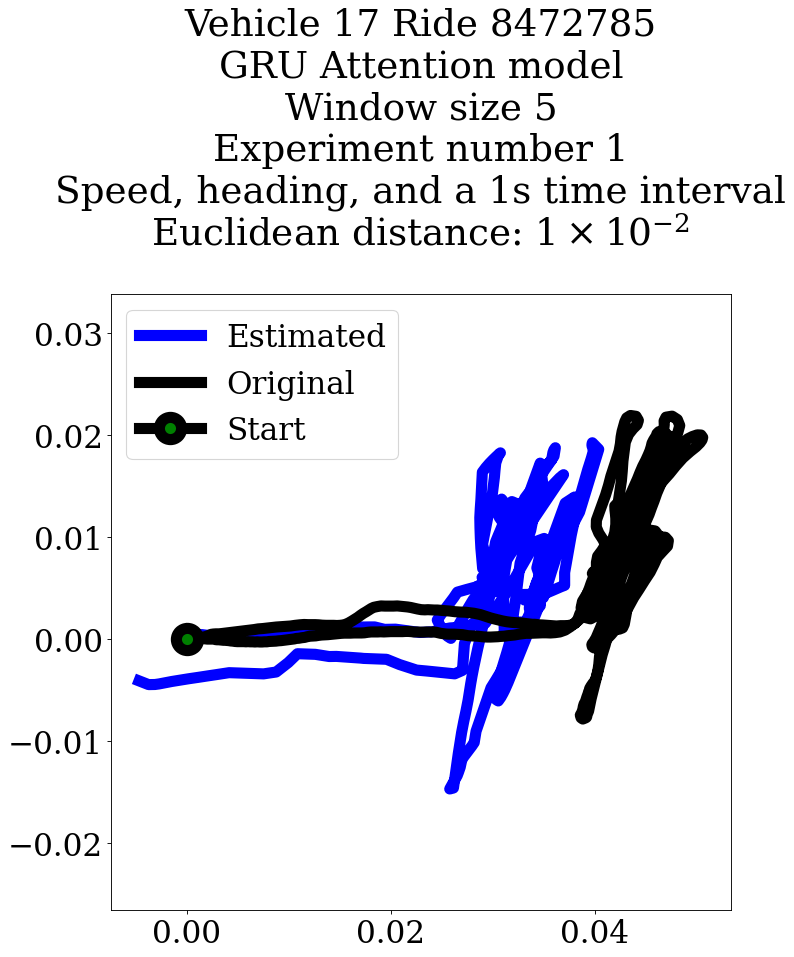 Vehicle 17 Ride 8472785
GRU Attention model
Window size 5
Experiment number 1
Speed, heading, and a 1s time interval
Euclidean distance: 1 × 10⁻²
Estimated
Original
Start
0.03
0.02
0.01
0.00
−0.01
−0.02
0.00 0.02 0.04